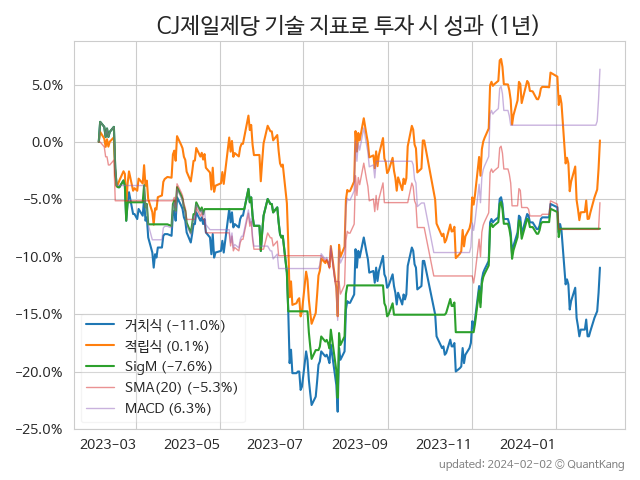 CJ제일제당 기술 지표로 투자 시 성과 (1년)
5.0%
0.0%
−5.0%
−10.0%
−15.0%
−20.0%
−25.0%
거치식 (−11.0%)
적립식 (0.1%)
SigM (−7.6%)
SMA(20) (−5.3%)
MACD (6.3%)
2023-03 2023-05 2023-07 2023-09 2023-11 2024-01
updated: 2024-02-02 ⓒ QuantKang